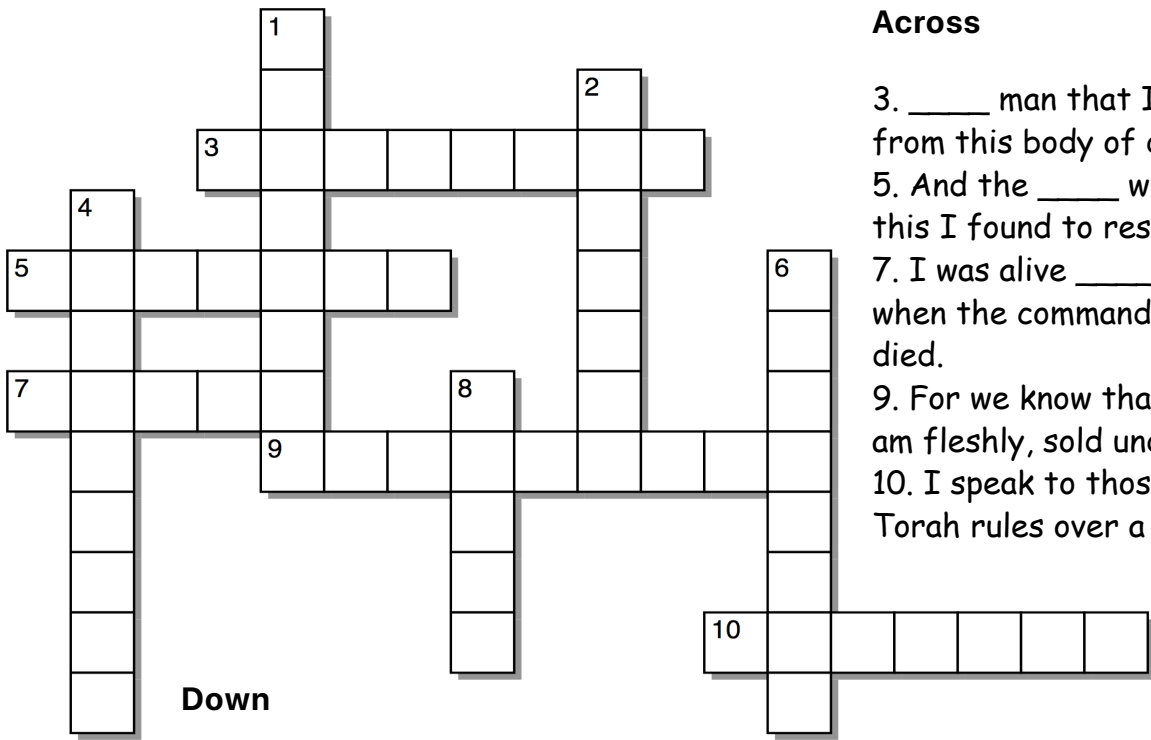 1
2
3
4
5
6
7
8
9
10
Across
3. ____ man that I
from this body of
5. And the ____ w
this I found to res
7. I was alive ____
when the command
died.
9. For we know tha
am fleshly, sold un
10. I speak to thos
Torah rules over a
Down